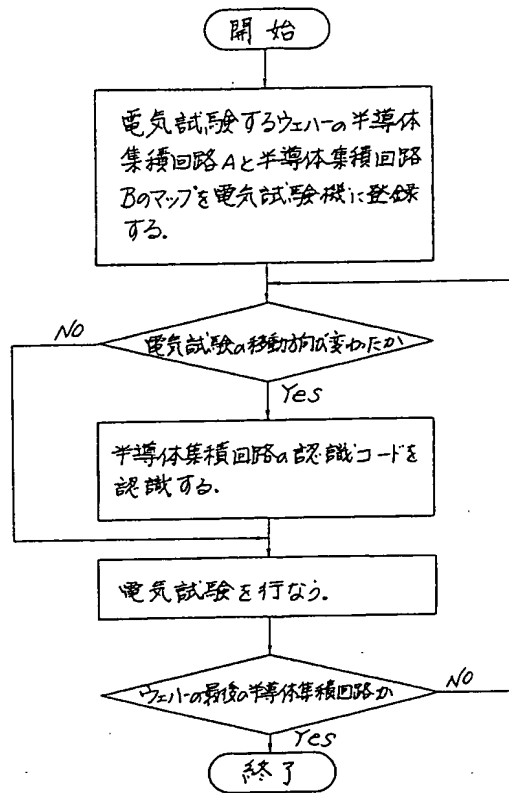 開始
電気試験するウェハーの半導体
集積回路Aと半導体集積回路
Bのマップを電気試験機に登録
する.
NO
電気試験の移動方向は変わったか
Yes
半導体集積回路の認識コードを
認識する.
電気試験を行なう.
ウェハーの最後の半導体集積回路か
NO
Yes
終了